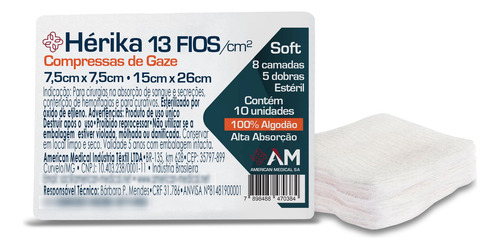 Hérika 13 FIOS/cm²
Compressas de Gaze
7,5cm x 7,5cm • 15cm x 26cm
Indicação: Para cirurgias na absorção de sangue e secreções,
contenção de hemorragias e para curativos. Esterilizado por
óxido de etileno. Advertências: Produto de uso único
Destruir após o uso • Proibido reprocessar • Não utilizar se a
embalagem estiver violada, molhada ou danificada. Conservar
em local limpo e seco. Validade 5 anos com embalagem intacta.
American Medical Industria Têxtil LTDA • BR-135, km 628 • CEP: 35797-899
Curvelo/MG • CNPJ: 10.403.238/0001-11 • Industria Brasileira
Responsável Técnico: Bárbara P. Mendes • CRF 31.786 • ANVISA Nº81481900001
Soft
8 camadas
5 dobras
Estéril
Contém
10 unidades
100% Algodão
Alta Absorção
AM
AMERICAN MEDICAL SA
7 898488 470384